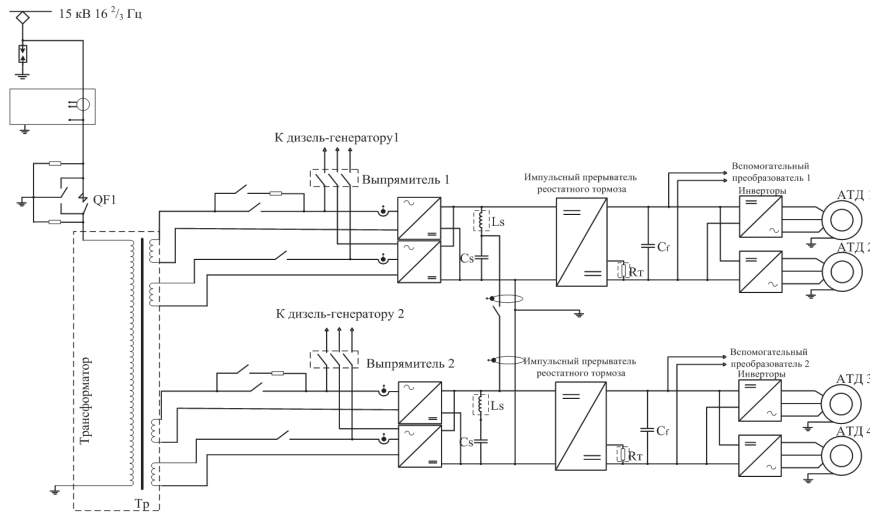 15 кВ 16 2/3 Гц
QF1
Трансформатор
Тр
К дизель-генератору1
Выпрямитель 1
Ls
Cs
Импульсный прерыватель
реостатного тормоза
Rт
Cf
Вспомогательный
преобразователь 1
Инверторы
АТД 1
АТД 2
К дизель-генератору 2
Выпрямитель 2
Ls
Cs
Импульсный прерыватель
реостатного тормоза
Rт
Cf
Вспомогательный
преобразователь 2
Инверторы
АТД 3
АТД 4